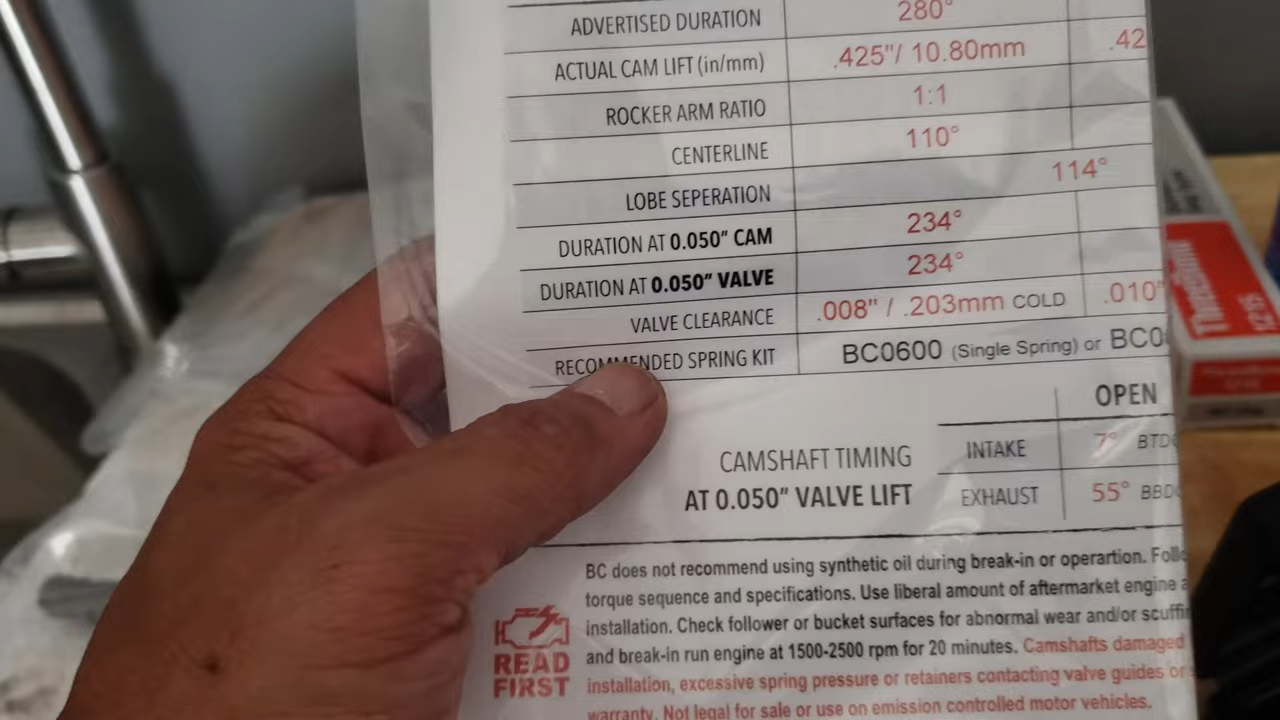 ADVERTISED DURATION 280°
ACTUAL CAM LIFT (in/mm) .425"/ 10.80mm .42
ROCKER ARM RATIO 1:1
CENTERLINE 110°
LOBE SEPERATION 114°
DURATION AT 0.050" CAM 234°
DURATION AT 0.050" VALVE 234°
VALVE CLEARANCE .008" / .203mm COLD .010"
RECOMMENDED SPRING KIT BC0600 (Single Spring) or BC0
OPEN
CAMSHAFT TIMING
AT 0.050" VALVE LIFT
INTAKE 7° BTDC
EXHAUST 55° BBDC
BC does not recommend using synthetic oil during break-in or operartion. Follo
torque sequence and specifications. Use liberal amount of aftermarket engine a
installation. Check follower or bucket surfaces for abnormal wear and/or scuffin
and break-in run engine at 1500-2500 rpm for 20 minutes. Camshafts damaged
installation, excessive spring pressure or retainers contacting valve guides or
warranty. Not legal for sale or use on emission controlled motor vehicles.
READ
FIRST